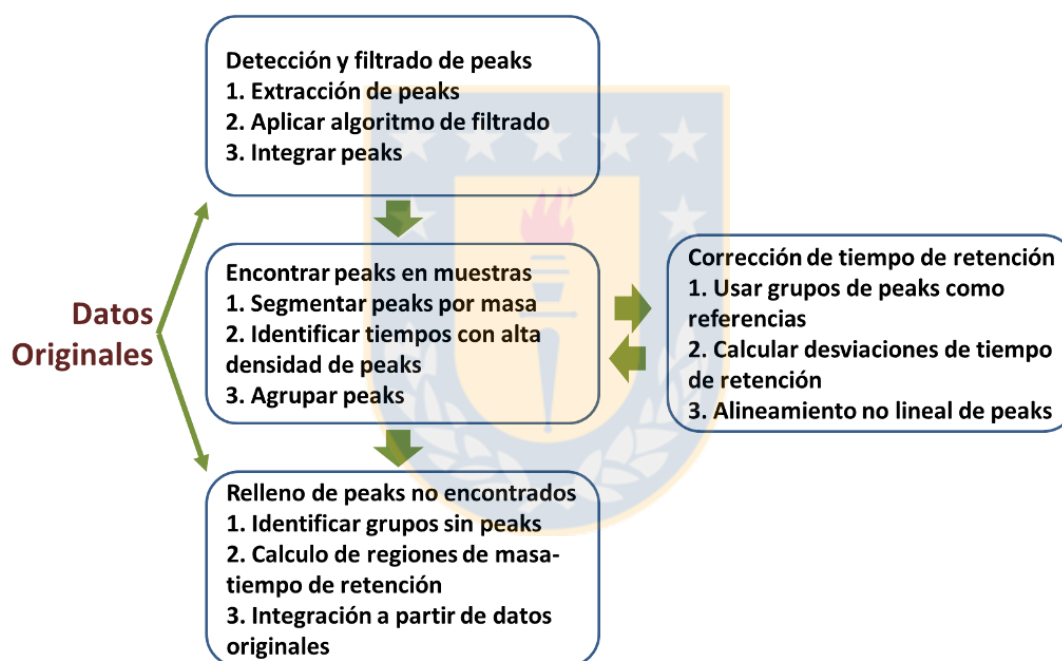 Detección y filtrado de peaks
1. Extracción de peaks
2. Aplicar algoritmo de filtrado
3. Integrar peaks
Datos
Originales
Encontrar peaks en muestras
1. Segmentar peaks por masa
2. Identificar tiempos con alta
densidad de peaks
3. Agrupar peaks
Corrección de tiempo de retención
1. Usar grupos de peaks como
referencias
2. Calcular desviaciones de tiempo
de retención
3. Alineamiento no lineal de peaks
Relleno de peaks no encontrados
1. Identificar grupos sin peaks
2. Calculo de regiones de masa-
tiempo de retención
3. Integración a partir de datos
originales